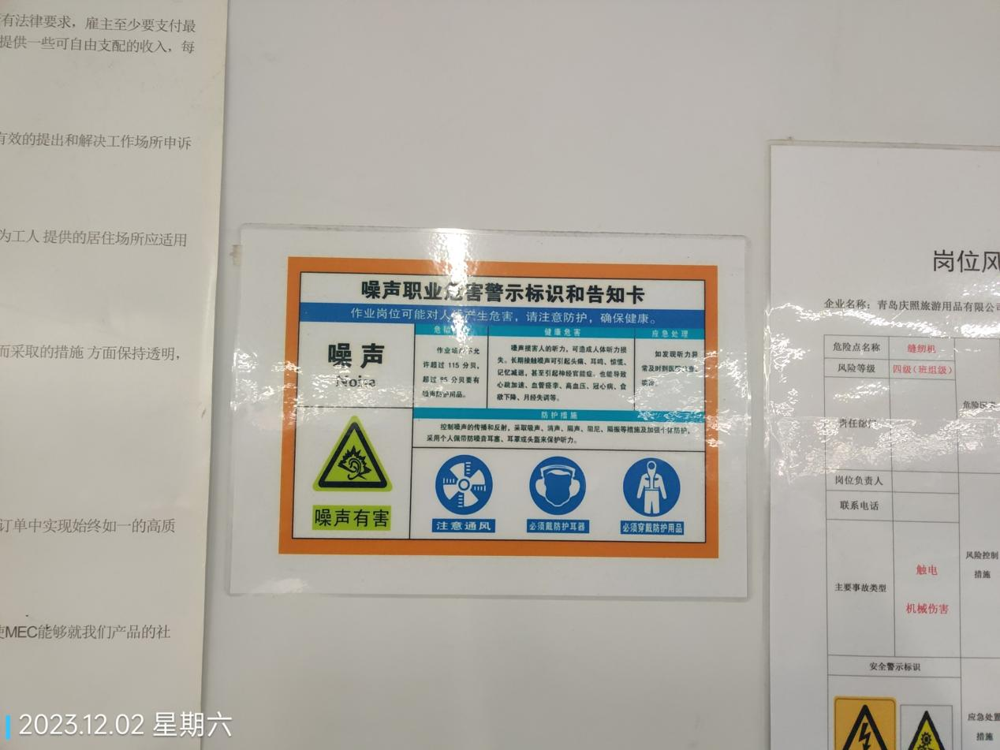 有法律要求，雇主至少要支付最
提供一些可自由支配的收入，每
有效的提出和解决工作场所申诉
为工人 提供的居住场所应适用
而采取的措施 方面保持透明，
订单中实现始终如一的高质
MEC能够就我们产品的社
噪声职业危害警示标识和告知卡
作业岗位可能对人 产生危害，请注意防护，确保健康。
噪声
Noise
噪声有害
作业场 不允
许超过 115 分贝，
超过 85 分贝要有
噪声防护用品。
健康危害
噪声损害人的听力，可造成人体听力损
失。长期接触噪声可引起头痛、耳鸣、惊慌、
记忆减退，甚至引起神经官能症。也能导致
心跳加速、血管痉挛、高血压、冠心病、食
欲下降、月经失调等。
应急处理
如发现听力异
常及时到医
防护措施
控制噪声的传播和反射，采取吸声、消声、隔声、阻尼、隔振等措施及加强个体防护，
采用个人佩带防噪音耳塞、耳罩或头盔来保护听力。
注意通风
必须戴防护耳器
必须穿戴防护用品
岗位风
企业名称：青岛庆照旅游用品有限公司
危险点名称 缝纫机
风险等级 四级（班组级）
责任部
危险因素
岗位负责人
联系电话
主要事故类型
触电
机械伤害
风险控制
措施
安全警示标识
应急处置
措施
2023.12.02 星期六